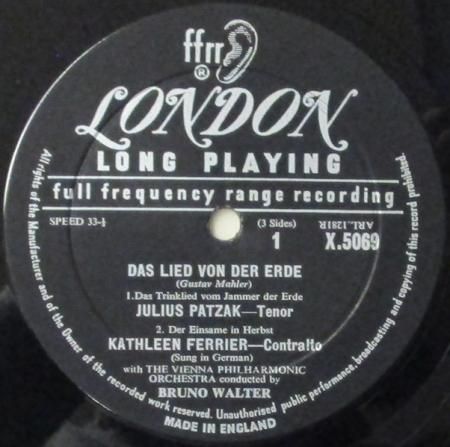 ffrr
®
LONDON
LONG PLAYING
full frequency range recording
SPEED 33-⅓
(3 Sides)
1
ARL.1281R
X.5069
DAS LIED VON DER ERDE
(Gustav Mahler)
1.Das Trinklied vom Jammer der Erde
JULIUS PATZAK—Tenor
2. Der Einsame in Herbst
KATHLEEN FERRIER—Contralto
(Sung in German)
with THE VIENNA PHILHARMONIC
ORCHESTRA conducted by
BRUNO WALTER
All rights of the Manufacturer and of the Owner of the recorded work reserved. Unauthorised public performance, broadcasting and copying of this record prohibited.
MADE IN ENGLAND